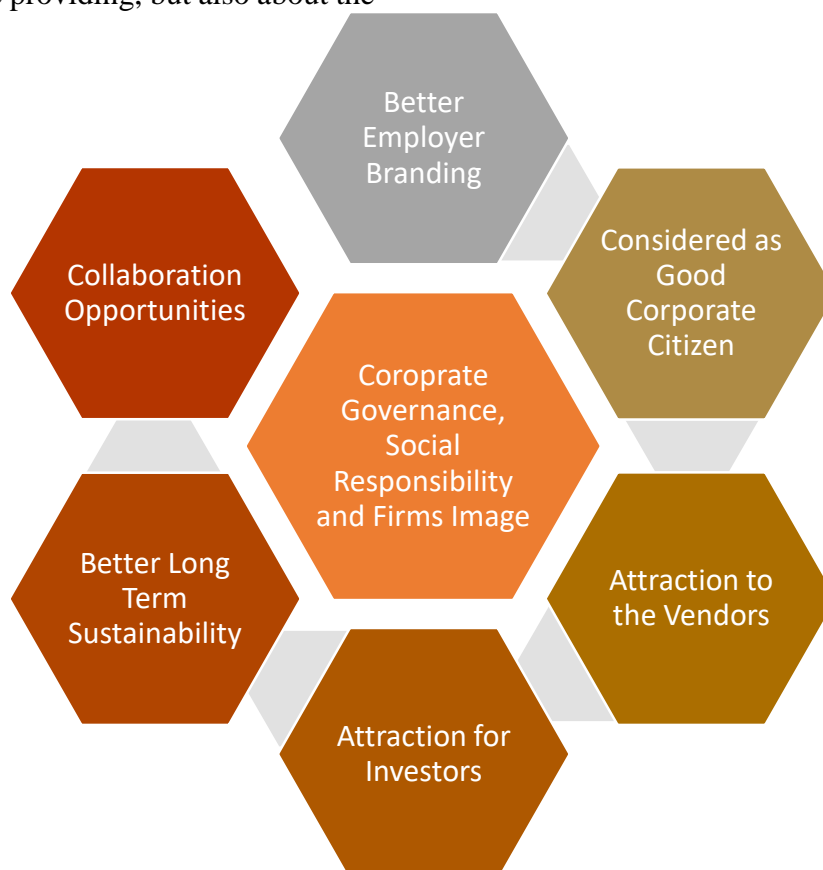 providing, but also about the
Better
Employer
Branding
Considered as
Good
Corporate
Citizen
Collaboration
Opportunities
Coroprate
Governance,
Social
Responsibility
and Firms Image
Attraction to
the Vendors
Better Long
Term
Sustainability
Attraction for
Investors